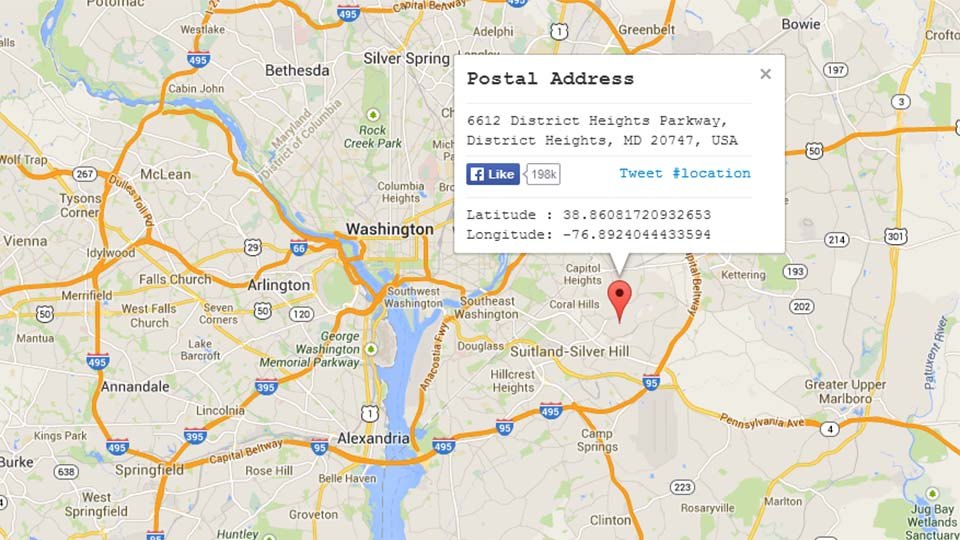 Potomac
495
Capital Beltway
495
Adelphi
1
Greenbelt
Bowie
Crofto
Westlake
495
Silver Spring
Langley
Bethesda
197
Cabin John
3
Postal Address
×
6612 District Heights Parkway,
District Heights, MD 20747, USA
Like
198k
Tweet #location
Latitude : 38.86081720932653
Longitude: -76.8924044433594
Maryland
District of Columbia
Rock
Creek Park
50
Wolf Trap
267
McLean
Dulles Toll Rd
Columbia
Heights
Tysons
Corner
Vienna
29
66
Washington
214
301
Idylwood
Falls Church
Arlington
Capitol
Heights
Capital Beltway
Kettering
193
Merrifield
West Falls
Church
Seven
Corners
50
120
Southwest
Washington
Southeast
Washington
Coral Hills
202
50
Mantua
Lake
Barcroft
George
Washington
Memorial Parkway
Anacostia Fwy
Douglass
Suitland-Silver Hill
Patuxent River
495
Annandale
395
Hillcrest
Heights
95
Greater Upper
Marlboro
Lincolnia
1
495
Pennsylvania Ave
4
Kings Park
495
395
Capital Beltway
95
Alexandria
495
95
Camp
Springs
Burke
638
Springfield
Rose Hill
Belle Haven
223
West
Springfield
Rosaryville
Marlton
Groveton
Clinton
Jug Bay
Wetlands
Sanctuary
95
Huntley